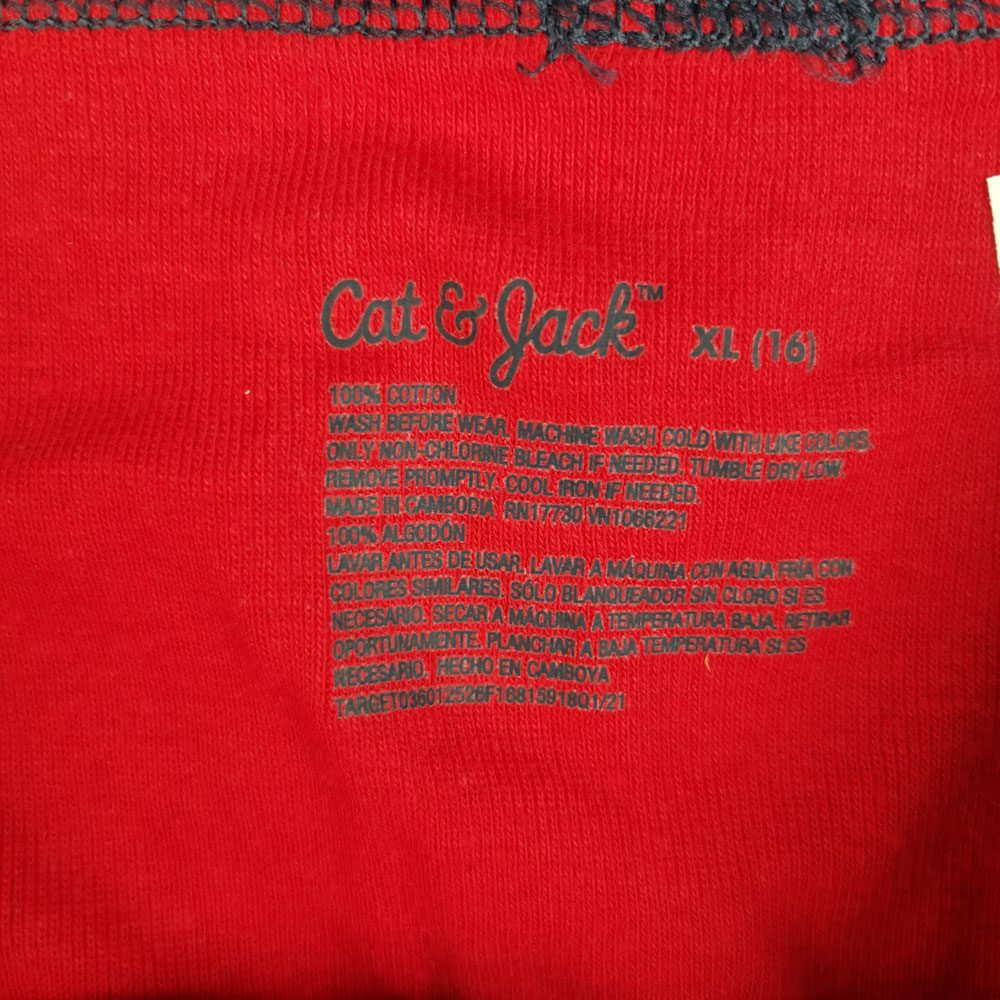 Cat & Jack™ XL (16)
100% COTTON
WASH BEFORE WEAR. MACHINE WASH COLD WITH LIKE COLORS.
ONLY NON-CHLORINE BLEACH IF NEEDED. TUMBLE DRY LOW.
REMOVE PROMPTLY. COOL IRON IF NEEDED.
MADE IN CAMBODIA RN17730 VN1066221
100% ALGODÓN
LAVAR ANTES DE USAR. LAVAR A MÁQUINA CON AGUA FRÍA CON
COLORES SIMILARES. SÓLO BLANQUEADOR SIN CLORO SI ES
NECESARIO. SECAR A MÁQUINA A TEMPERATURA BAJA. RETIRAR
OPORTUNAMENTE. PLANCHAR A BAJA TEMPERATURA SI ES
NECESARIO. HECHO EN CAMBOYA
TARGET036012526F16815918Q1/21